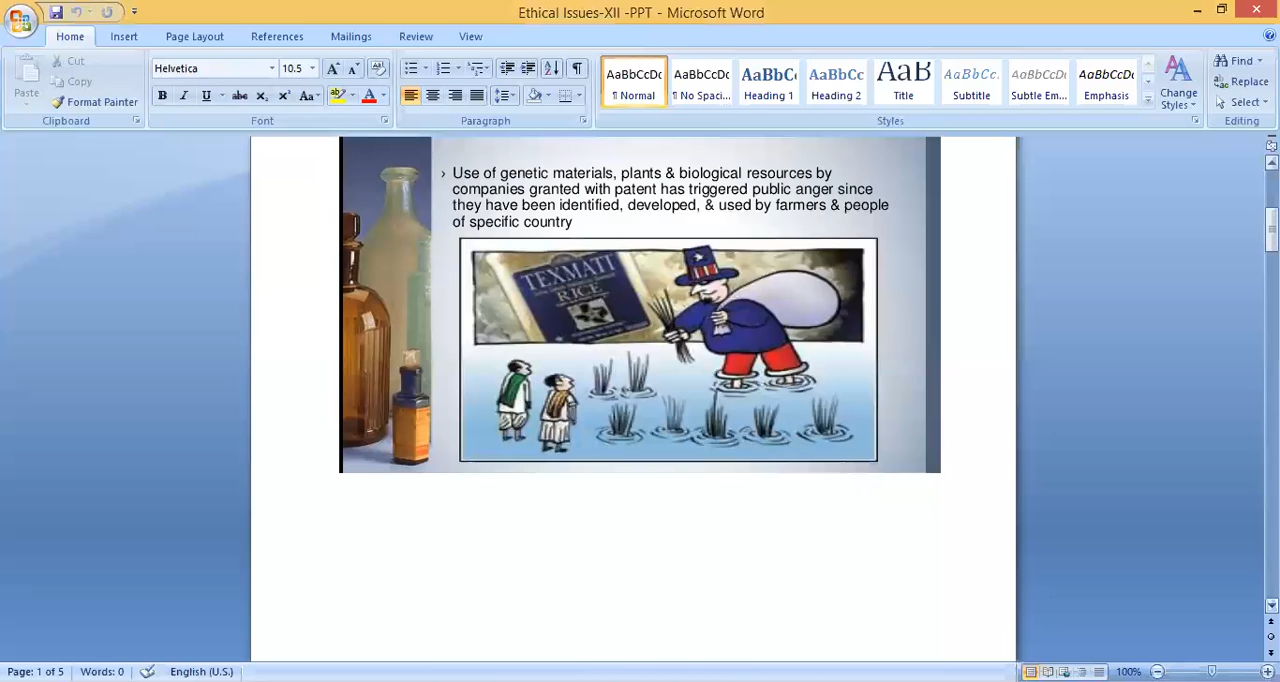 Ethical Issues-XII -PPT - Microsoft Word
Home Insert Page Layout References Mailings Review View
Paste
Cut
Copy
Format Painter
Clipboard
Helvetica 10.5
Font
Paragraph
AaBbCcDc AaBbCcDc AaBbC AaBbCc AaB AaBbCc. AaBbCcDc AaBbCcDc
¶ Normal ¶ No Spaci... Heading 1 Heading 2 Title Subtitle Subtle Em... Emphasis
Change
Styles
Styles
Find
Replace
Select
Editing
› Use of genetic materials, plants & biological resources by
companies granted with patent has triggered public anger since
they have been identified, developed, & used by farmers & people
of specific country
TEXMATI
RICE
Page: 1 of 5 Words: 0 English (U.S.) 100%